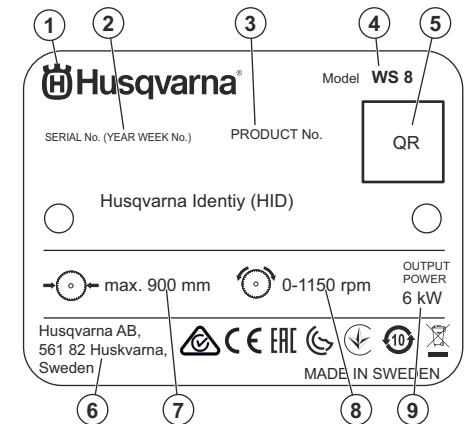 1 2 3 4 5
Husqvarna®
Model WS 8
SERIAL No. (YEAR WEEK No.)
PRODUCT No.
QR
Husqvarna Identiy (HID)
max. 900 mm
0-1150 rpm
OUTPUT
POWER
6 kW
Husqvarna AB,
561 82 Huskvarna,
Sweden
CE EAC 10
MADE IN SWEDEN
6 7 8 9